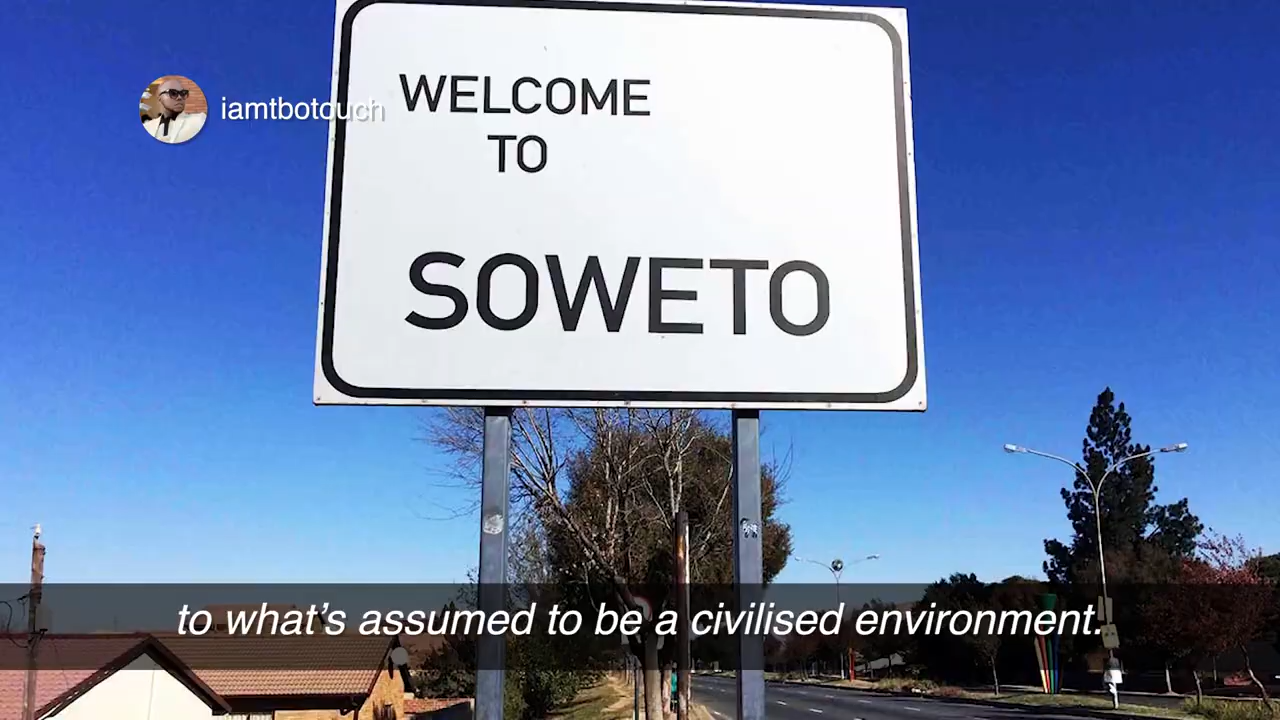 WELCOME
TO
iamtbotouch
SOWETO
to what's assumed to be a civilised environment.